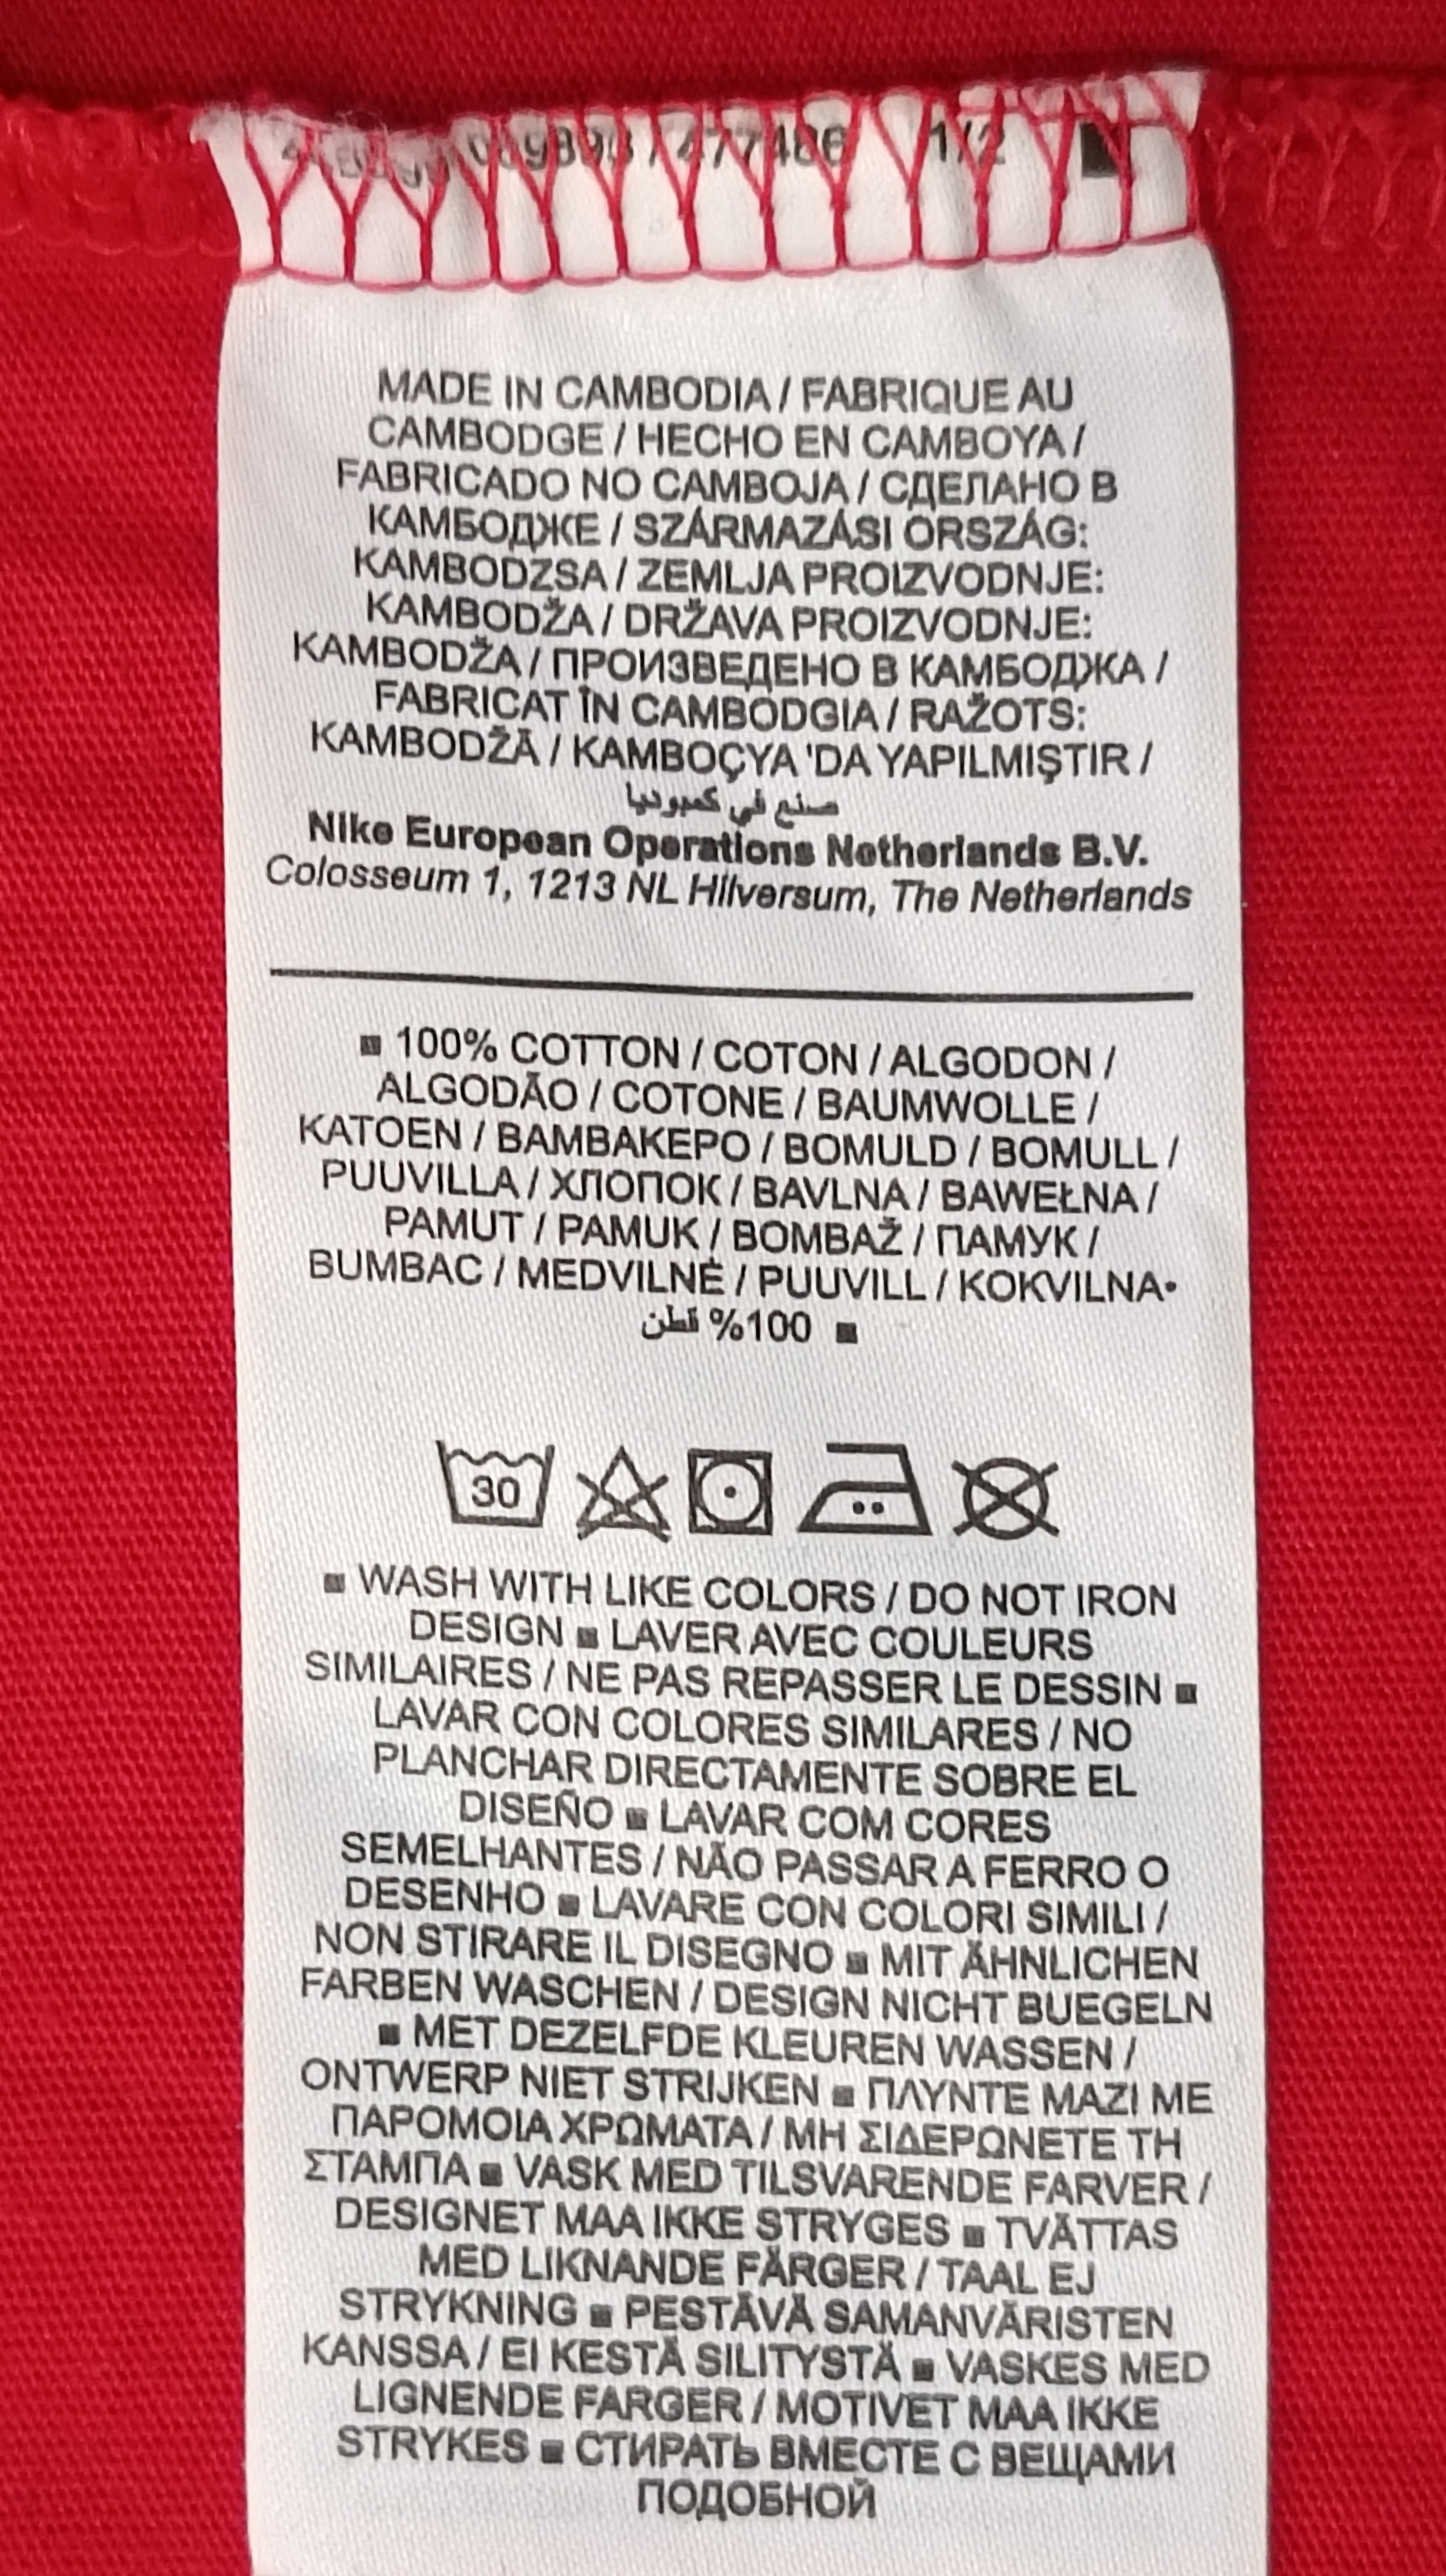 477486 1/2
MADE IN CAMBODIA / FABRIQUE AU
CAMBODGE / HECHO EN CAMBOYA /
FABRICADO NO CAMBOJA / СДЕЛАНО В
КАМБОДЖЕ / SZÁRMAZÁSI ORSZÁG:
KAMBODZSA / ZEMLJA PROIZVODNJE:
KAMBODŽA / DRŽAVA PROIZVODNJE:
KAMBODŽA / ПРОИЗВЕДЕНО В КАМБОДЖА /
FABRICAT ÎN CAMBODGIA / RAŽOTS:
KAMBODŽĀ / KAMBOÇYA 'DA YAPILMIŞTIR /
صنع في كمبوديا
Nike European Operations Netherlands B.V.
Colosseum 1, 1213 NL Hilversum, The Netherlands
■ 100% COTTON / COTON / ALGODON /
ALGODÃO / COTONE / BAUMWOLLE /
KATOEN / ΒΑΜΒΑΚΕΡΟ / BOMULD / BOMULL /
PUUVILLA / ХЛОПОК / BAVLNA / BAWEŁNA /
PAMUT / PAMUK / BOMBAŽ / ПАМУК /
BUMBAC / MEDVILNĖ / PUUVILL / KOKVILNA•
■ 100% قطن
30
■ WASH WITH LIKE COLORS / DO NOT IRON
DESIGN ■ LAVER AVEC COULEURS
SIMILAIRES / NE PAS REPASSER LE DESSIN ■
LAVAR CON COLORES SIMILARES / NO
PLANCHAR DIRECTAMENTE SOBRE EL
DISEÑO ■ LAVAR COM CORES
SEMELHANTES / NÃO PASSAR A FERRO O
DESENHO ■ LAVARE CON COLORI SIMILI /
NON STIRARE IL DISEGNO ■ MIT ÄHNLICHEN
FARBEN WASCHEN / DESIGN NICHT BUEGELN
■ MET DEZELFDE KLEUREN WASSEN /
ONTWERP NIET STRIJKEN ■ ΠΛΥΝΤΕ ΜΑΖΙ ΜΕ
ΠΑΡΟΜΟΙΑ ΧΡΩΜΑΤΑ / ΜΗ ΣΙΔΕΡΩΝΕΤΕ ΤΗ
ΣΤΑΜΠΑ ■ VASK MED TILSVARENDE FARVER /
DESIGNET MAA IKKE STRYGES ■ TVÄTTAS
MED LIKNANDE FÄRGER / TAAL EJ
STRYKNING ■ PESTÄVÄ SAMANVÄRISTEN
KANSSA / EI KESTÄ SILITYSTÄ ■ VASKES MED
LIGNENDE FARGER / MOTIVET MAA IKKE
STRYKES ■ СТИРАТЬ ВМЕСТЕ С ВЕЩАМИ
ПОДОБНОЙ